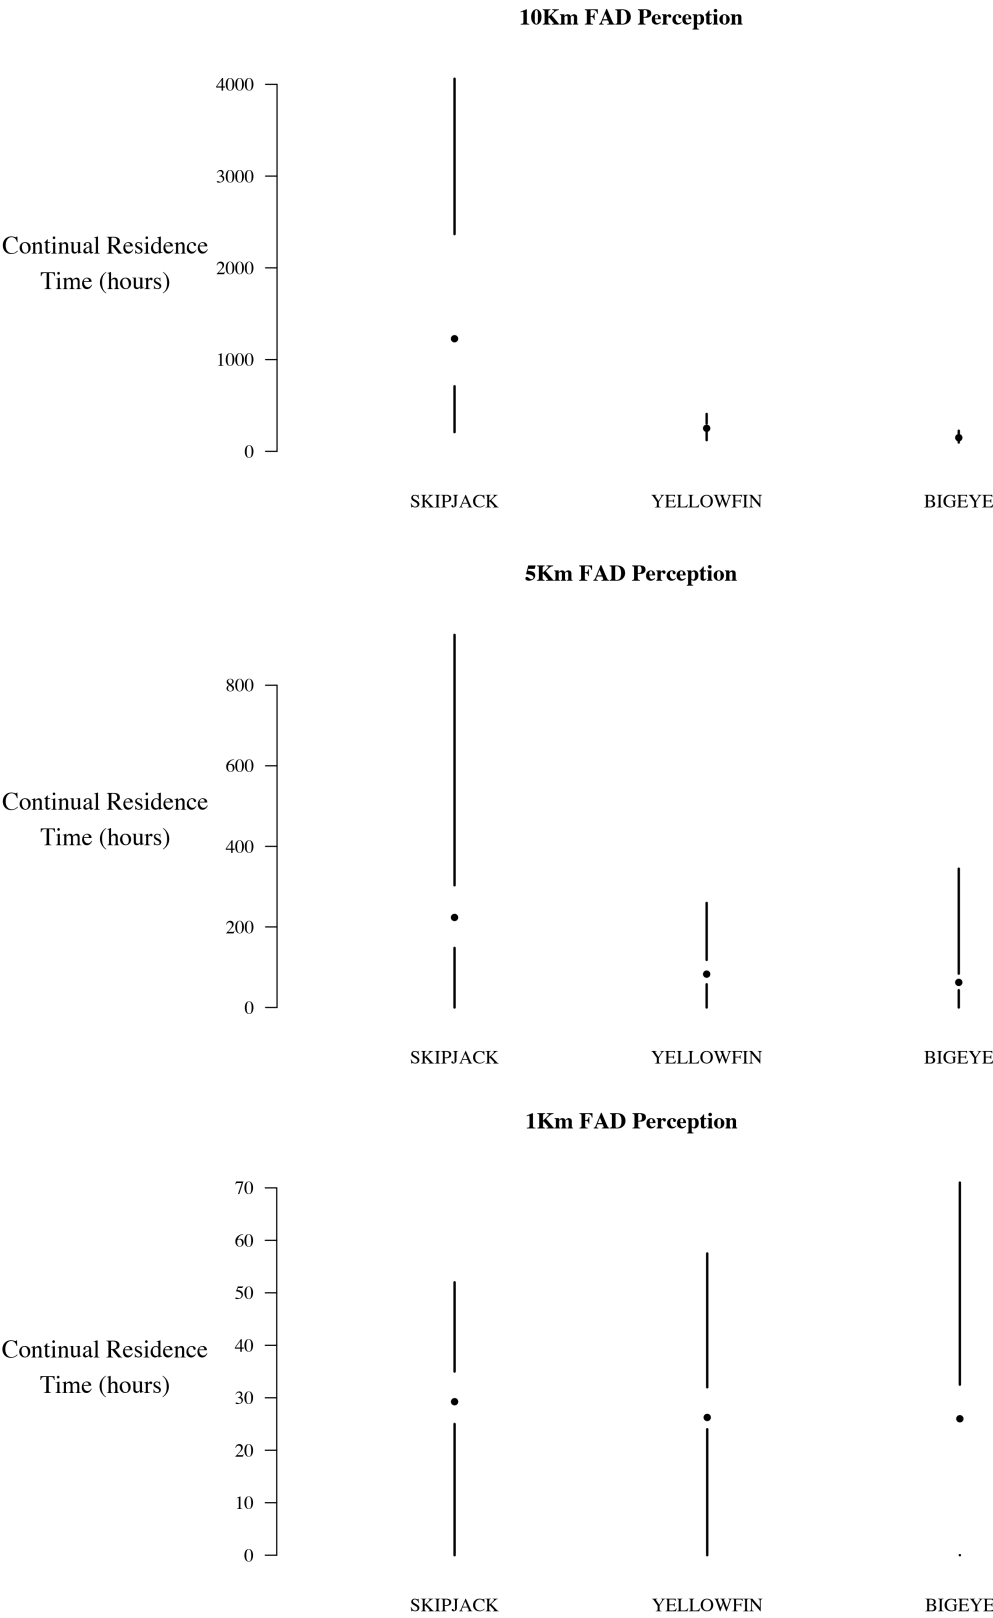 10Km FAD Perception
4000
3000
Continual Residence
Time (hours)
2000
1000
0
SKIPJACK YELLOWFIN BIGEYE
5Km FAD Perception
800
600
Continual Residence
Time (hours)
400
200
0
SKIPJACK YELLOWFIN BIGEYE
1Km FAD Perception
70
60
50
40
Continual Residence
Time (hours)
30
20
10
0
SKIPJACK YELLOWFIN BIGEYE